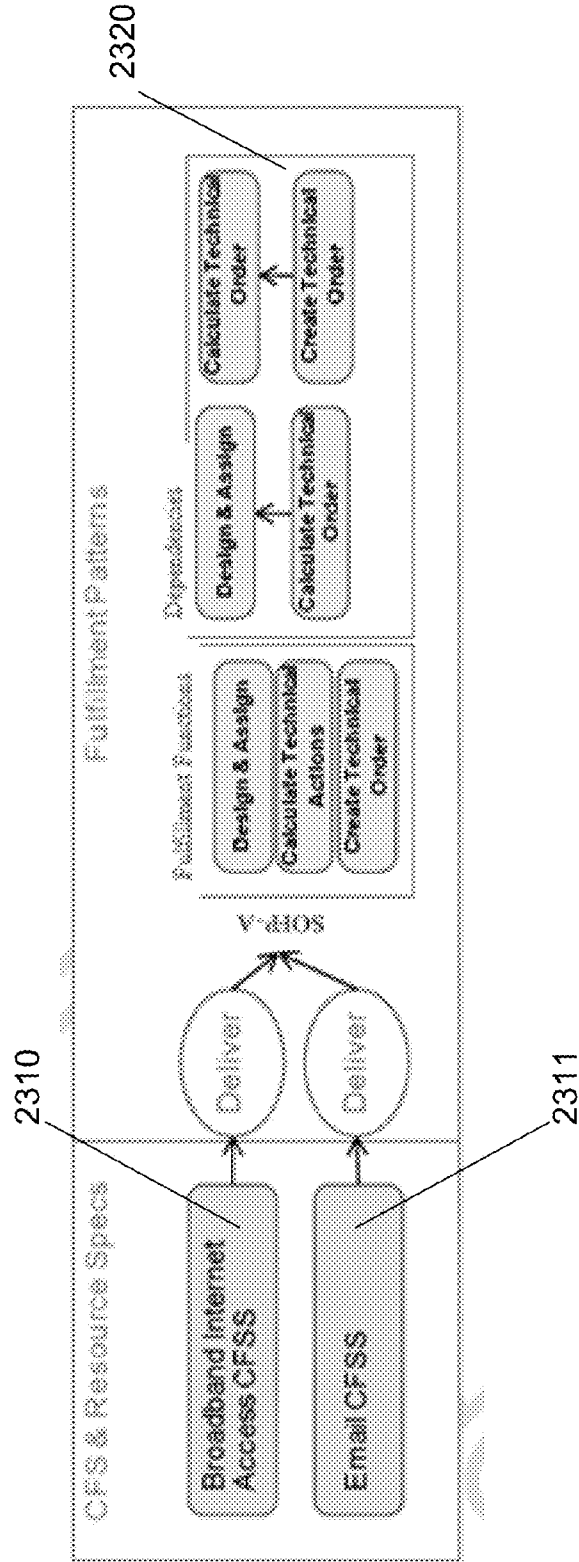 2310
2320
CFS & Resource Specs
Fulfillment Patterns
Broadband Internet
Access CFSS
Deliver
Email CFSS
Deliver
SOFP-A
Fulfillment Functions
Design & Assign
Calculate Technical
Actions
Create Technical
Order
Dependencies
Design & Assign
Calculate Technical
Order
Calculate Technical
Order
Create Technical
Order
2311